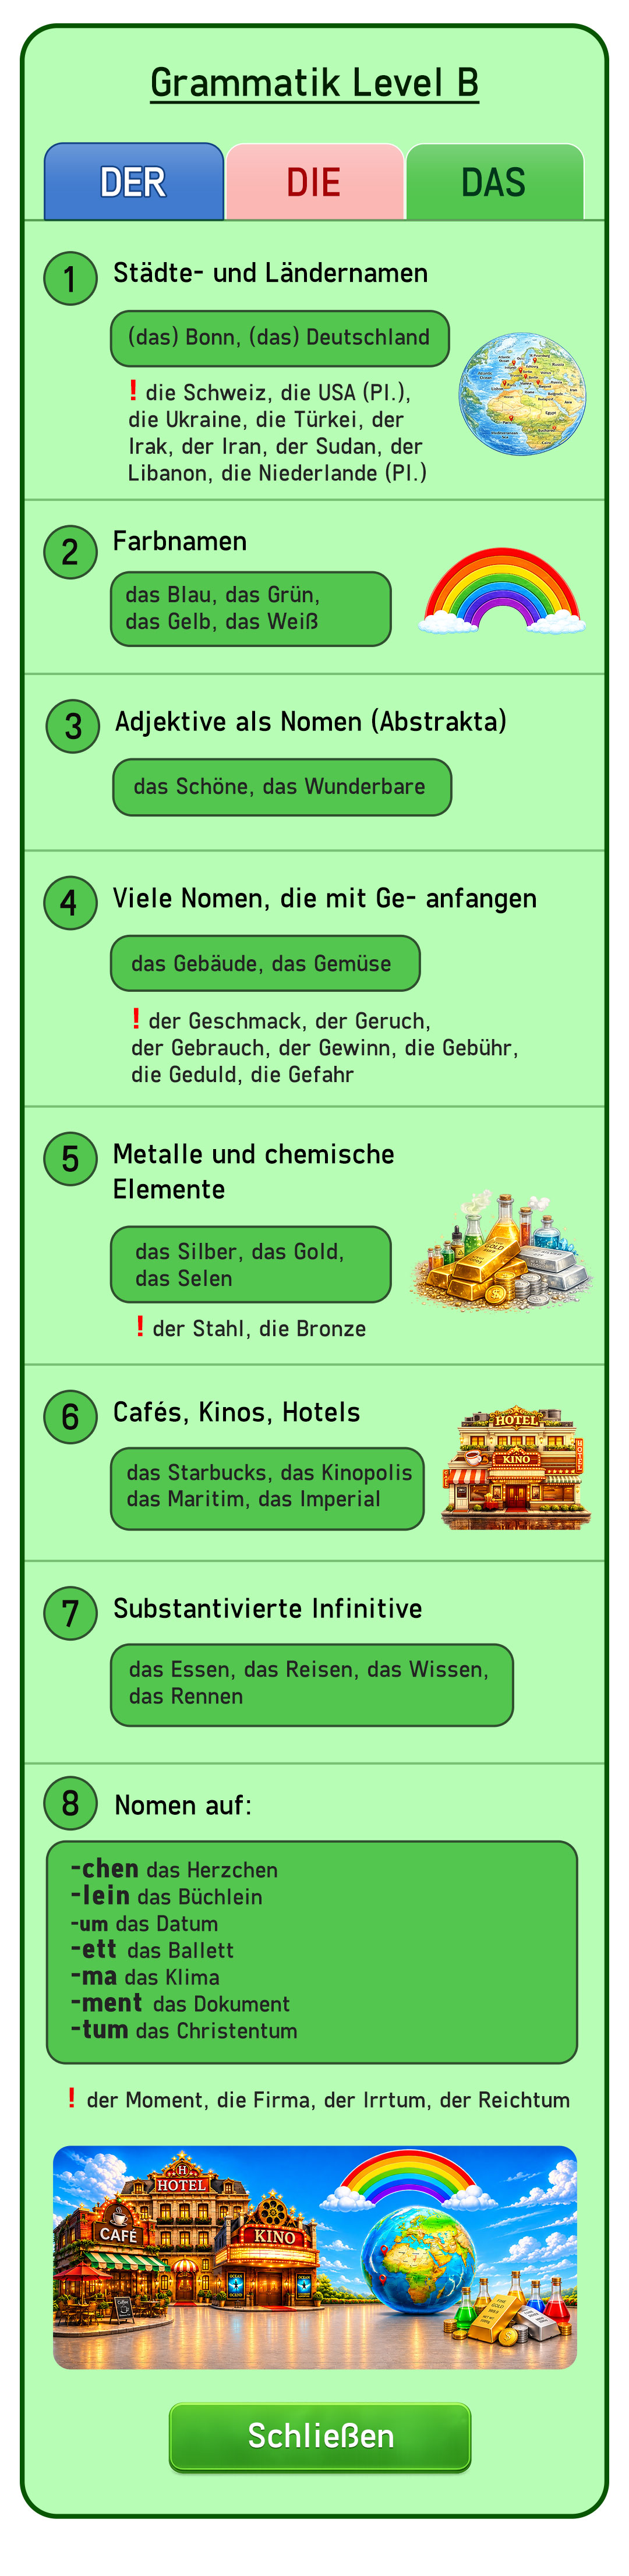 Grammatik Level B
DER
DIE
DAS
1
Städte- und Ländernamen
(das) Bonn, (das) Deutschland
! die Schweiz, die USA (Pl.),
die Ukraine, die Türkei, der
Irak, der Iran, der Sudan, der
Libanon, die Niederlande (Pl.)
2
Farbnamen
das Blau, das Grün,
das Gelb, das Weiß
3
Adjektive als Nomen (Abstrakta)
das Schöne, das Wunderbare
4
Viele Nomen, die mit Ge- anfangen
das Gebäude, das Gemüse
! der Geschmack, der Geruch,
der Gebrauch, der Gewinn, die Gebühr,
die Geduld, die Gefahr
5
Metalle und chemische
Elemente
das Silber, das Gold,
das Selen
GOLD
! der Stahl, die Bronze
6
Cafés, Kinos, Hotels
das Starbucks, das Kinopolis
das Maritim, das Imperial
HOTEL
KINO
HOTEL
7
Substantivierte Infinitive
das Essen, das Reisen, das Wissen,
das Rennen
8
Nomen auf:
-chen das Herzchen
-lein das Büchlein
-um das Datum
-ett das Ballett
-ma das Klima
-ment das Dokument
-tum das Christentum
! der Moment, die Firma, der Irrtum, der Reichtum
H
HOTEL
CAFÉ
KINO
Schließen